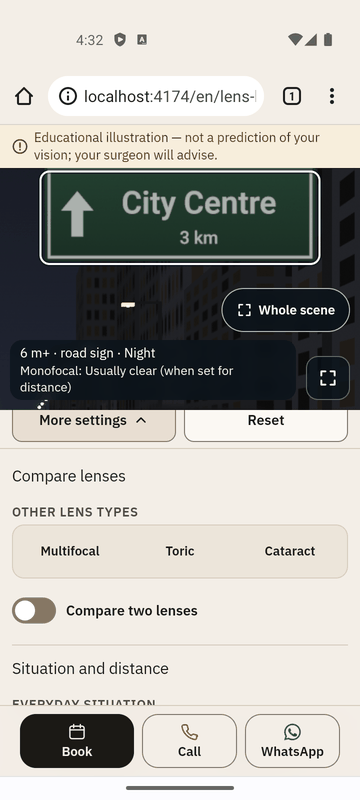 4:32
localhost:4174/en/lens-
1
Educational illustration — not a prediction of your
vision; your surgeon will advise.
City Centre
3 km
Whole scene
6 m+ · road sign · Night
Monofocal: Usually clear (when set for
distance)
More settings
Reset
Compare lenses
OTHER LENS TYPES
Multifocal
Toric
Cataract
Compare two lenses
Situation and distance
EVERYDAY SITUATION
Book
Call
WhatsApp